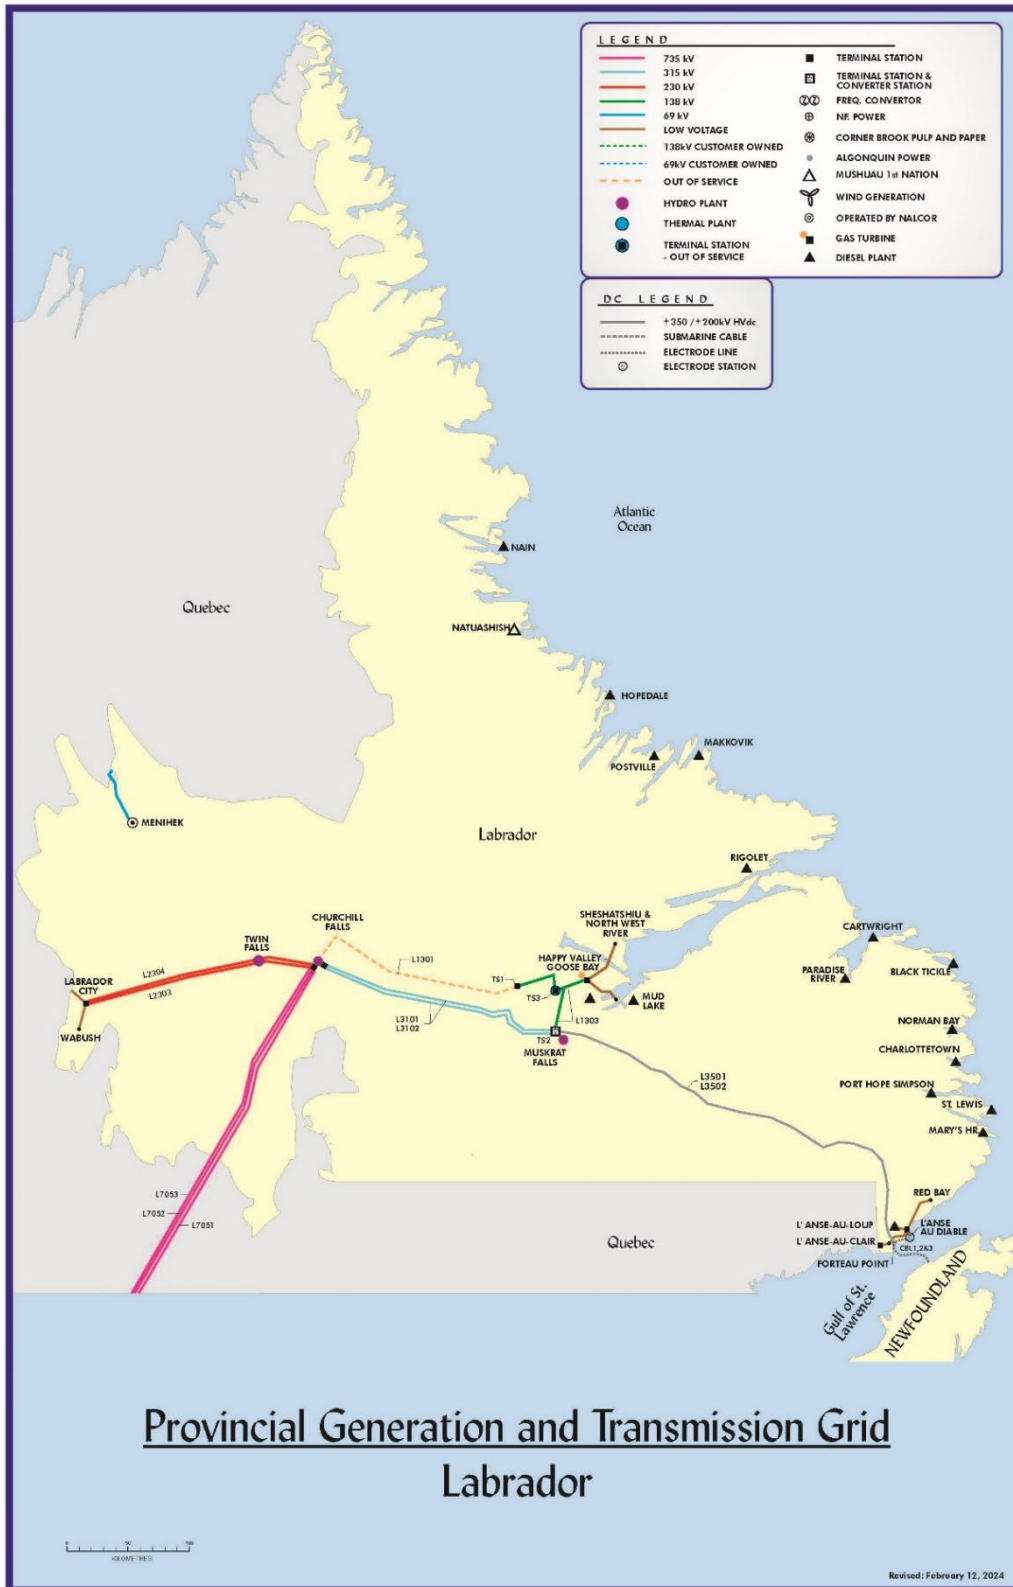 LEGEND
735 kV
315 kV
230 kV
138 kV
69 kV
LOW VOLTAGE
138kV CUSTOMER OWNED
69kV CUSTOMER OWNED
OUT OF SERVICE
HYDRO PLANT
THERMAL PLANT
TERMINAL STATION
- OUT OF SERVICE
TERMINAL STATION
TERMINAL STATION &
CONVERTER STATION
FREQ. CONVERTOR
NF. POWER
CORNER BROOK PULP AND PAPER
ALGONQUIN POWER
MUSHUAU 1st NATION
WIND GENERATION
OPERATED BY NALCOR
GAS TURBINE
DIESEL PLANT
DC LEGEND
±350 /±200kV HVdc
SUBMARINE CABLE
ELECTRODE LINE
ELECTRODE STATION
Atlantic
Ocean
NAIN
Quebec
NATUASHISH
HOPEDALE
MAKKOVIK
POSTVILLE
MENIHEK
Labrador
RIGOLET
SHESHATSHIU &
NORTH WEST
RIVER
CHURCHILL
FALLS
CARTWRIGHT
TWIN
FALLS
HAPPY VALLEY
GOOSE BAY
L1301
L2304
L2303
LABRADOR
CITY
TS1
TS3
PARADISE
RIVER
BLACK TICKLE
MUD
LAKE
L3101
L3102
L1303
NORMAN BAY
WABUSH
TS2
MUSKRAT
FALLS
CHARLOTTETOWN
L3501
L3502
PORT HOPE SIMPSON
ST. LEWIS
MARY'S HR
L7053
L7052
L7051
RED BAY
L' ANSE-AU-LOUP
L'ANSE
AU DIABLE
L' ANSE-AU-CLAIR
CBL1,2&3
FORTEAU POINT
Quebec
Gulf of St.
Lawrence
NEWFOUNDLAND
Provincial Generation and Transmission Grid
Labrador
0 50 100
KILOMETRES
Revised: February 12, 2024